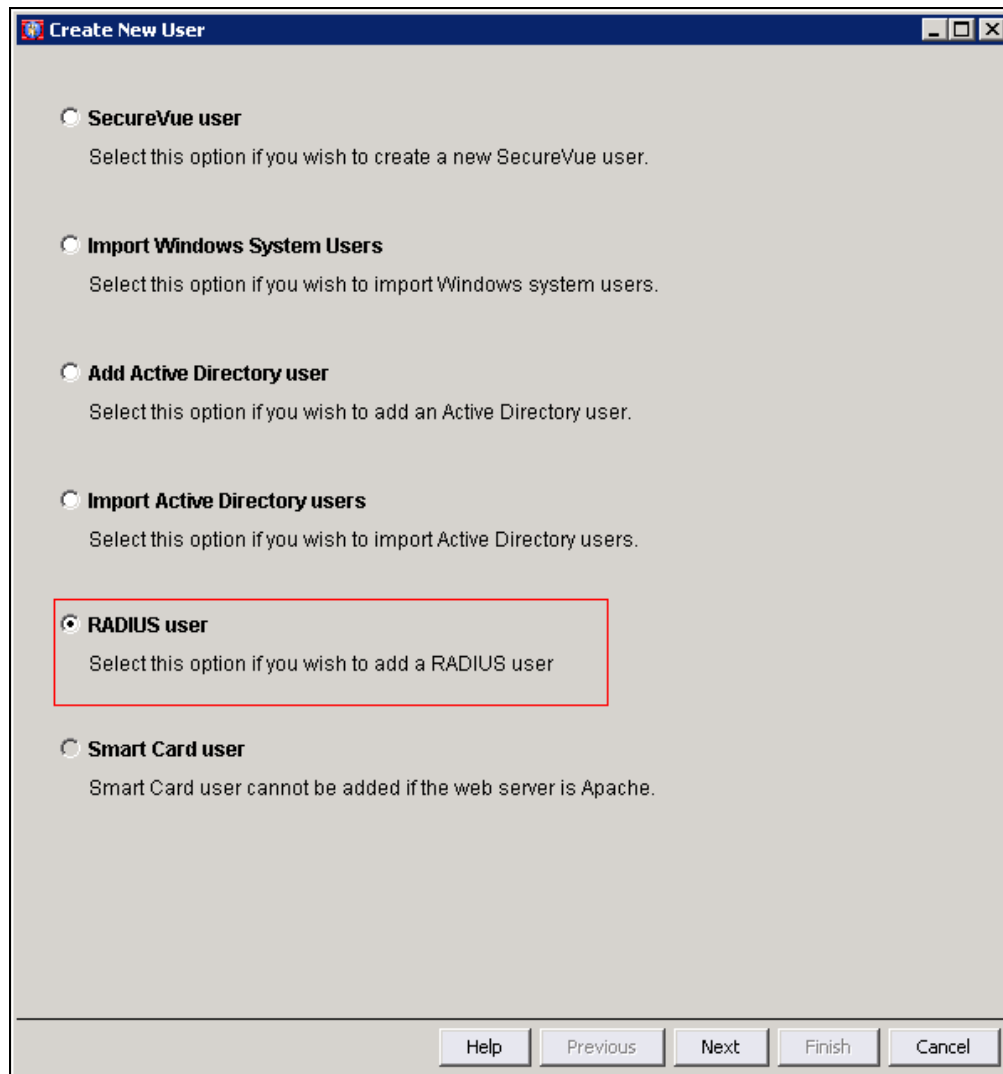 Create New User
SecureVue user
Select this option if you wish to create a new SecureVue user.
Import Windows System Users
Select this option if you wish to import Windows system users.
Add Active Directory user
Select this option if you wish to add an Active Directory user.
Import Active Directory users
Select this option if you wish to import Active Directory users.
RADIUS user
Select this option if you wish to add a RADIUS user
Smart Card user
Smart Card user cannot be added if the web server is Apache.
Help Previous Next Finish Cancel